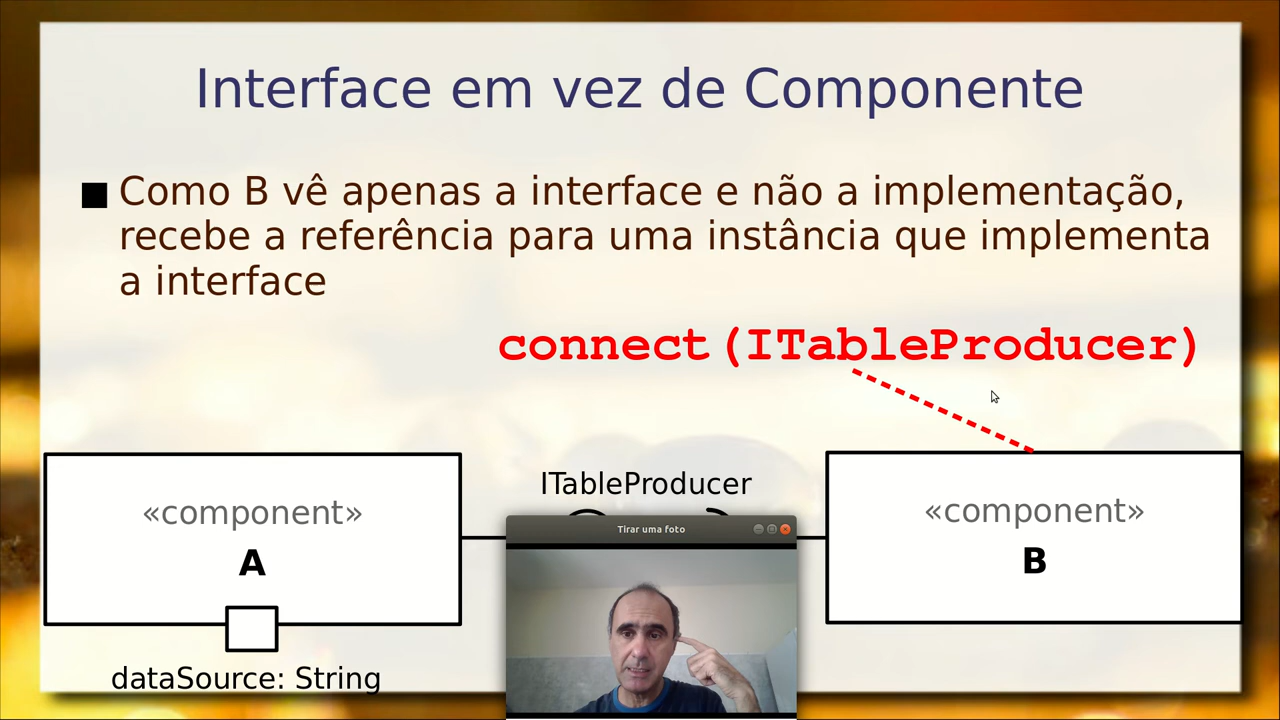 Interface em vez de Componente
Como B vê apenas a interface e não a implementação,
recebe a referência para uma instância que implementa
a interface
connect(ITableProducer)
ITableProducer
«component»
A
«component»
B
Tirar uma foto
dataSource: String